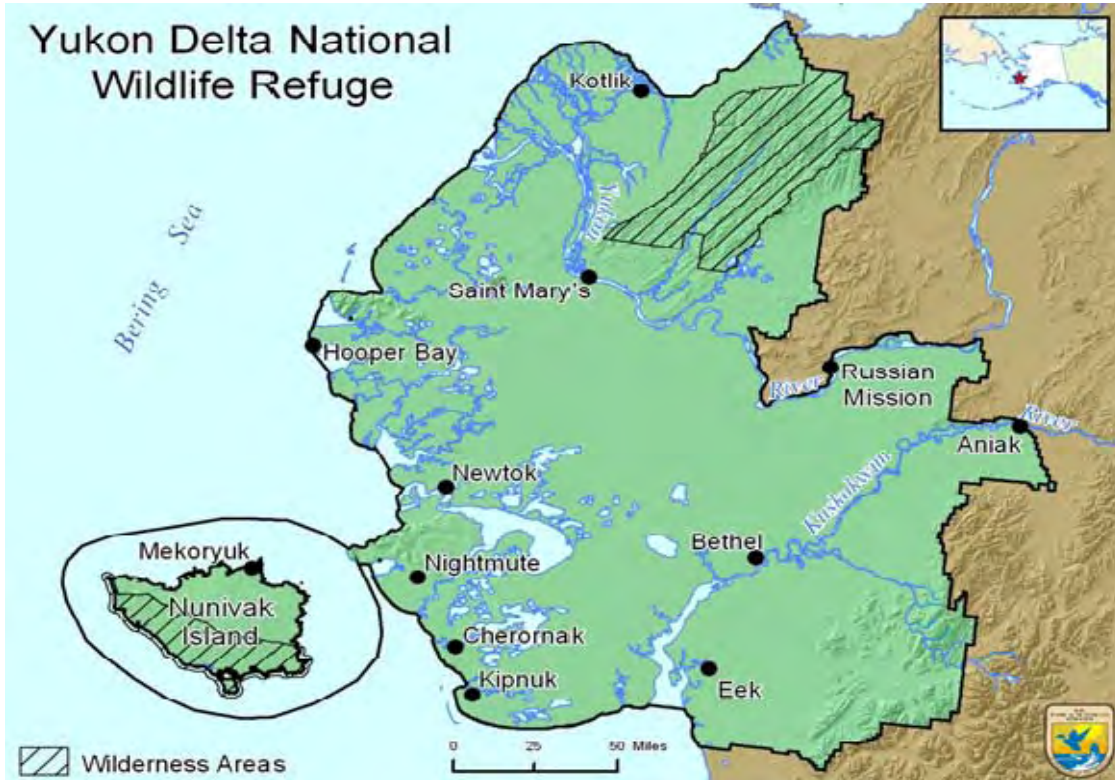 Yukon Delta National
Wildlife Refuge
Kotlik
Bering Sea
Yukon
Saint Mary's
Hooper Bay
River
Russian
Mission
River
Aniak
Kuskokwim
Newtok
Bethel
Mekoryuk
Nightmute
Nunivak
Island
Cherornak
Eek
Kipnuk
0 25 50 Miles
Wilderness Areas